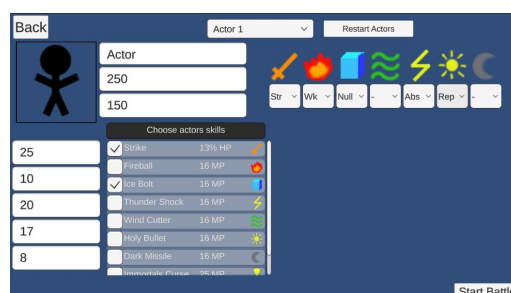 Back
Actor 1
Restart Actors
Actor
250
150
Str Wk Null - Abs Rep -
Choose actors skills
Strike 13% HP
Fireball 16 MP
Ice Bolt 16 MP
Thunder Shock 16 MP
Wind Cutter 16 MP
Holy Bullet 16 MP
Dark Missile 16 MP
Immortals Curse 25 MP
25
10
20
17
8
Start Battle